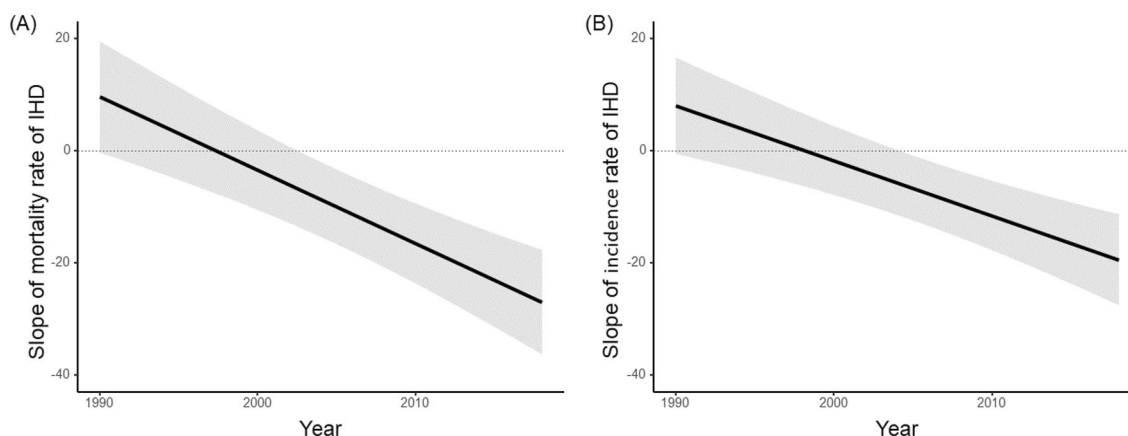 (A)
Slope of mortality rate of IHD
20
0
-20
-40
1990
2000
2010
Year
(B)
Slope of incidence rate of IHD
20
0
-20
-40
1990
2000
2010
Year